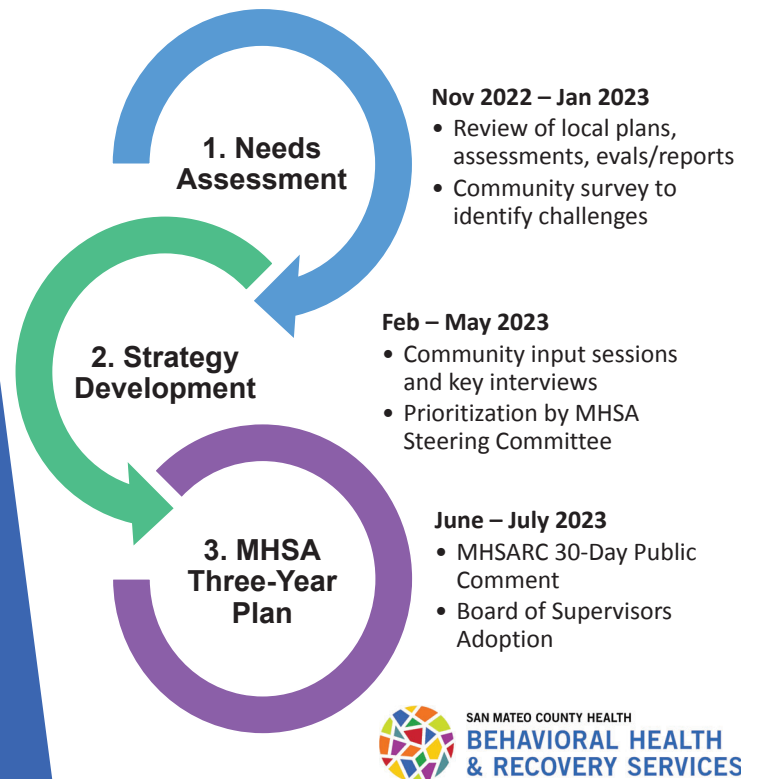 1. Needs
Assessment
Nov 2022 – Jan 2023
• Review of local plans,
assessments, evals/reports
• Community survey to
identify challenges
2. Strategy
Development
Feb – May 2023
• Community input sessions
and key interviews
• Prioritization by MHSA
Steering Committee
3. MHSA
Three-Year
Plan
June – July 2023
• MHSARC 30-Day Public
Comment
• Board of Supervisors
Adoption
SAN MATEO COUNTY HEALTH
BEHAVIORAL HEALTH
& RECOVERY SERVICES